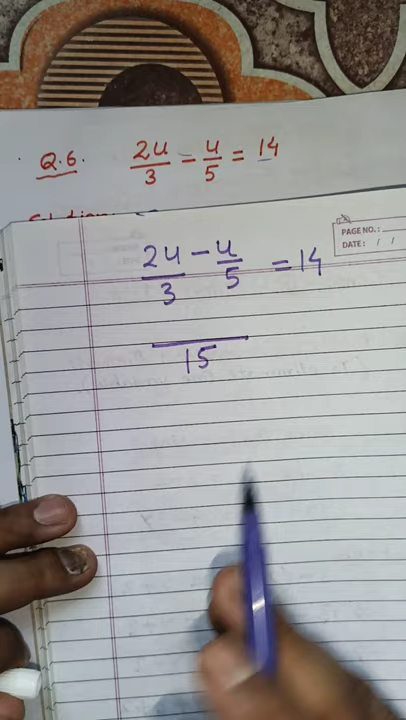 Q.6. 2u/3 - u/5 = 14
PAGE NO.:
DATE: / /
2u/3 - u/5 = 14
/15